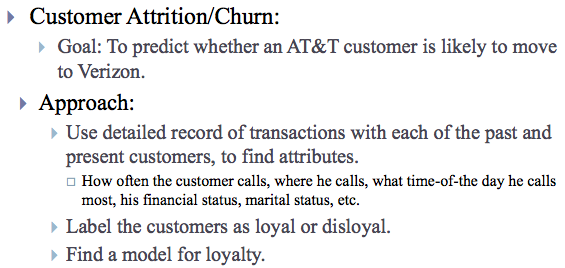 Customer Attrition/Churn:
Goal: To predict whether an AT&T customer is likely to move
to Verizon.
Approach:
Use detailed record of transactions with each of the past and
present customers, to find attributes.
How often the customer calls, where he calls, what time-of-the day he calls
most, his financial status, marital status, etc.
Label the customers as loyal or disloyal.
Find a model for loyalty.